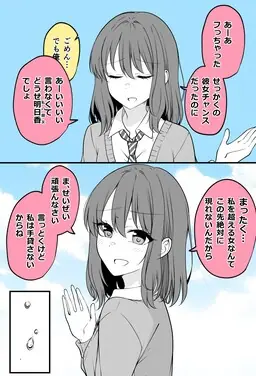 あーあ
フっちゃった
せっかくの
彼女チャンス
だったのに
ごめん…
でも俺
あーいいいい
言わなくて
どうせ明日香
でしょ
まったく…
私を超える女なんて
この先絶対に
現れないんだから
ま、せいぜい
頑張んなさい
言っとくけど
私は手貸さない
からね